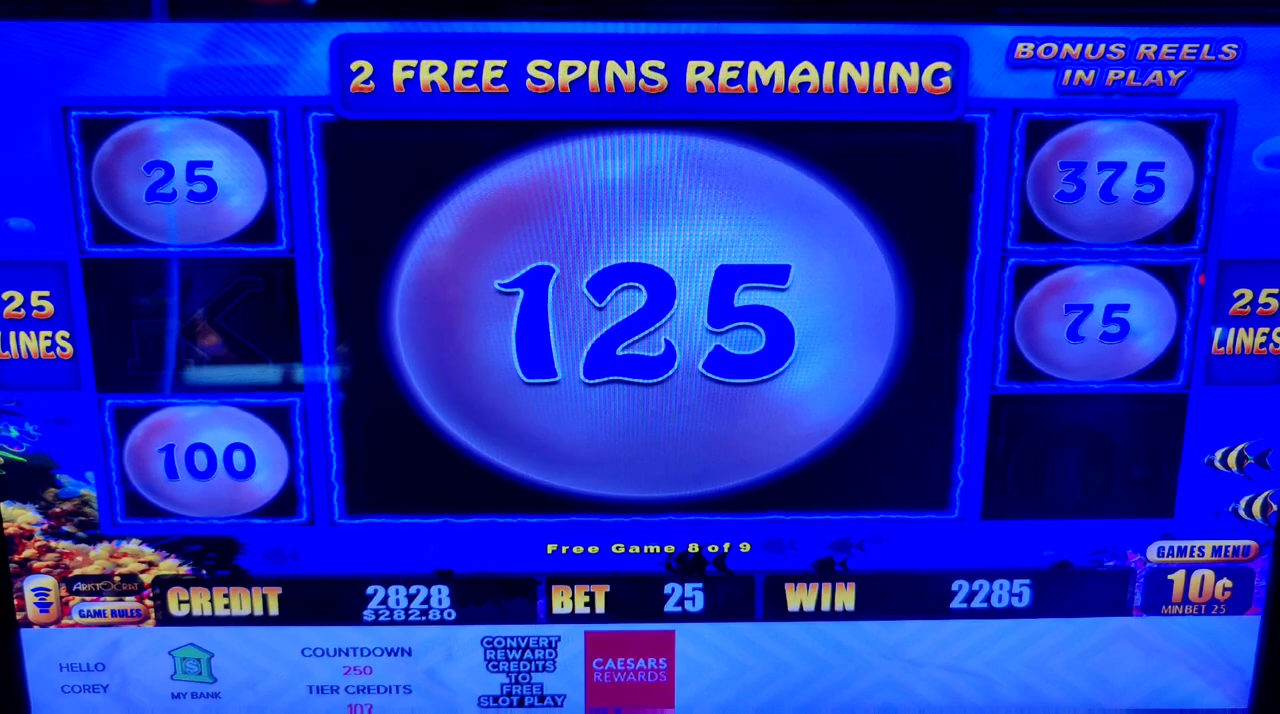 2 FREE SPINS REMAINING
BONUS REELS
IN PLAY
25
125
375
75
25
LINES
25
LINES
K
100
Free Game 8 of 9
GAMES MENU
ARISTOCRAT
GAME RULES
CREDIT
2828
$282.80
BET
25
WIN
2285
10¢
MIN BET 25
HELLO
COREY
$
MY BANK
COUNTDOWN
250
TIER CREDITS
107
CONVERT
REWARD
CREDITS
TO
FREE
SLOT PLAY
CAESARS
REWARDS